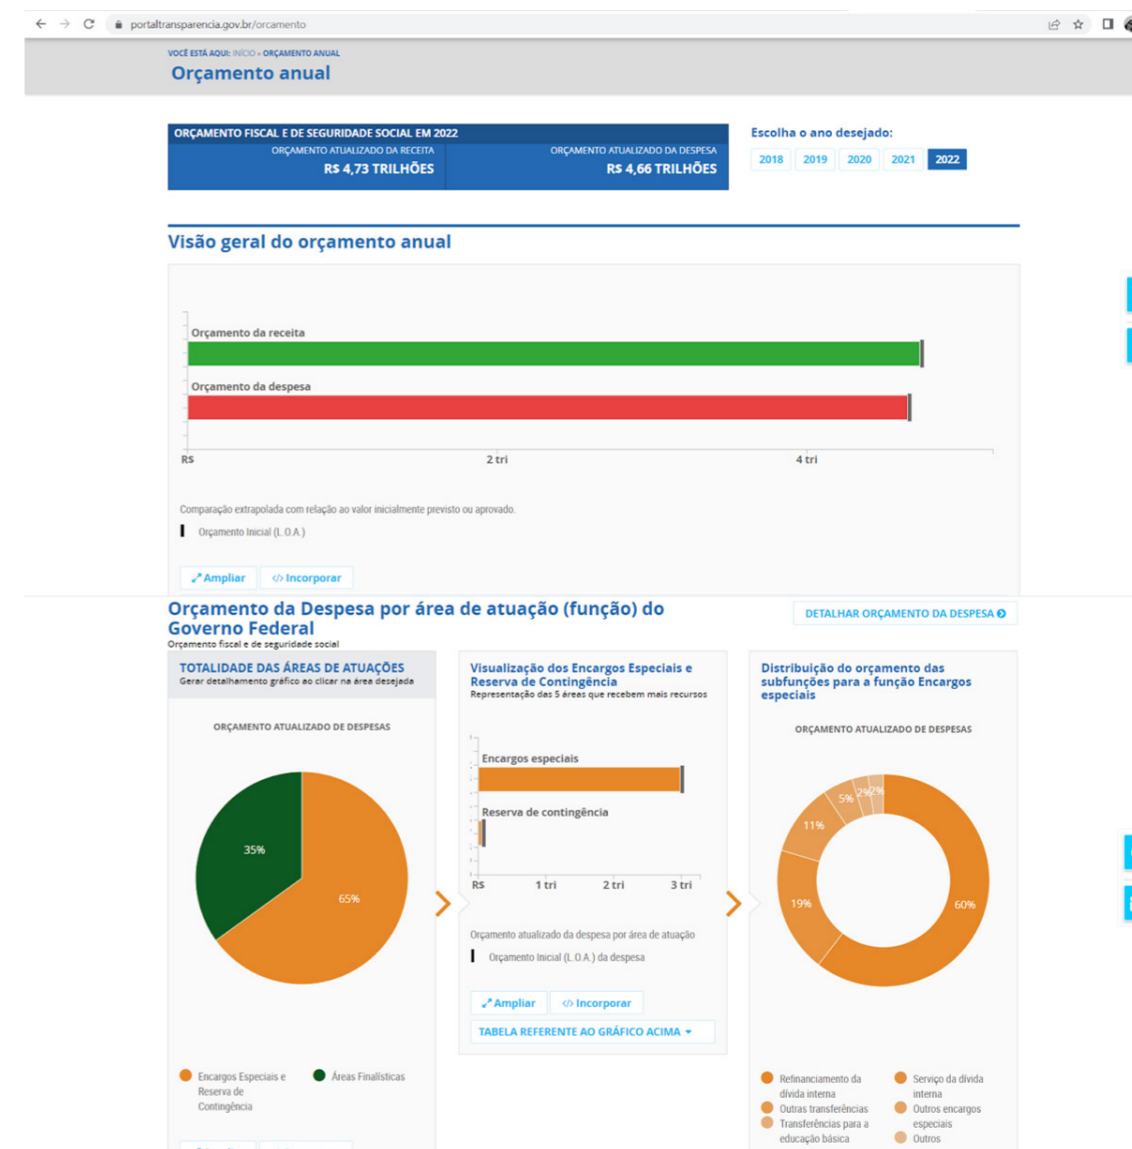 portaltransparencia.gov.br/orcamento
VOCÊ ESTÁ AQUI: INÍCIO » ORÇAMENTO ANUAL
Orçamento anual
ORÇAMENTO FISCAL E DE SEGURIDADE SOCIAL EM 2022
ORÇAMENTO ATUALIZADO DA RECEITA
R$ 4,73 TRILHÕES
ORÇAMENTO ATUALIZADO DA DESPESA
R$ 4,66 TRILHÕES
Escolha o ano desejado:
2018 2019 2020 2021 2022
Visão geral do orçamento anual
Orçamento da receita
Orçamento da despesa
R$ 2 tri 4 tri
Comparação extrapolada com relação ao valor inicialmente previsto ou aprovado.
Orçamento Inicial (L.O.A.)
Ampliar </> Incorporar
Orçamento da Despesa por área de atuação (função) do
Governo Federal
Orçamento fiscal e de seguridade social
DETALHAR ORÇAMENTO DA DESPESA
TOTALIDADE DAS ÁREAS DE ATUAÇÕES
Gerar detalhamento gráfico ao clicar na área desejada
ORÇAMENTO ATUALIZADO DE DESPESAS
35%
65%
Encargos Especiais e
Reserva de
Contingência
Áreas Finalísticas
Visualização dos Encargos Especiais e
Reserva de Contingência
Representação das 5 áreas que recebem mais recursos
Encargos especiais
Reserva de contingência
R$ 1 tri 2 tri 3 tri
Orçamento atualizado da despesa por área de atuação
Orçamento Inicial (L.O.A.) da despesa
Ampliar </> Incorporar
TABELA REFERENTE AO GRÁFICO ACIMA
Distribuição do orçamento das
subfunções para a função Encargos
especiais
ORÇAMENTO ATUALIZADO DE DESPESAS
5% 2% 2%
11%
19%
60%
Refinanciamento da
dívida interna
Outras transferências
Transferências para a
educação básica
Serviço da dívida
interna
Outros encargos
especiais
Outros